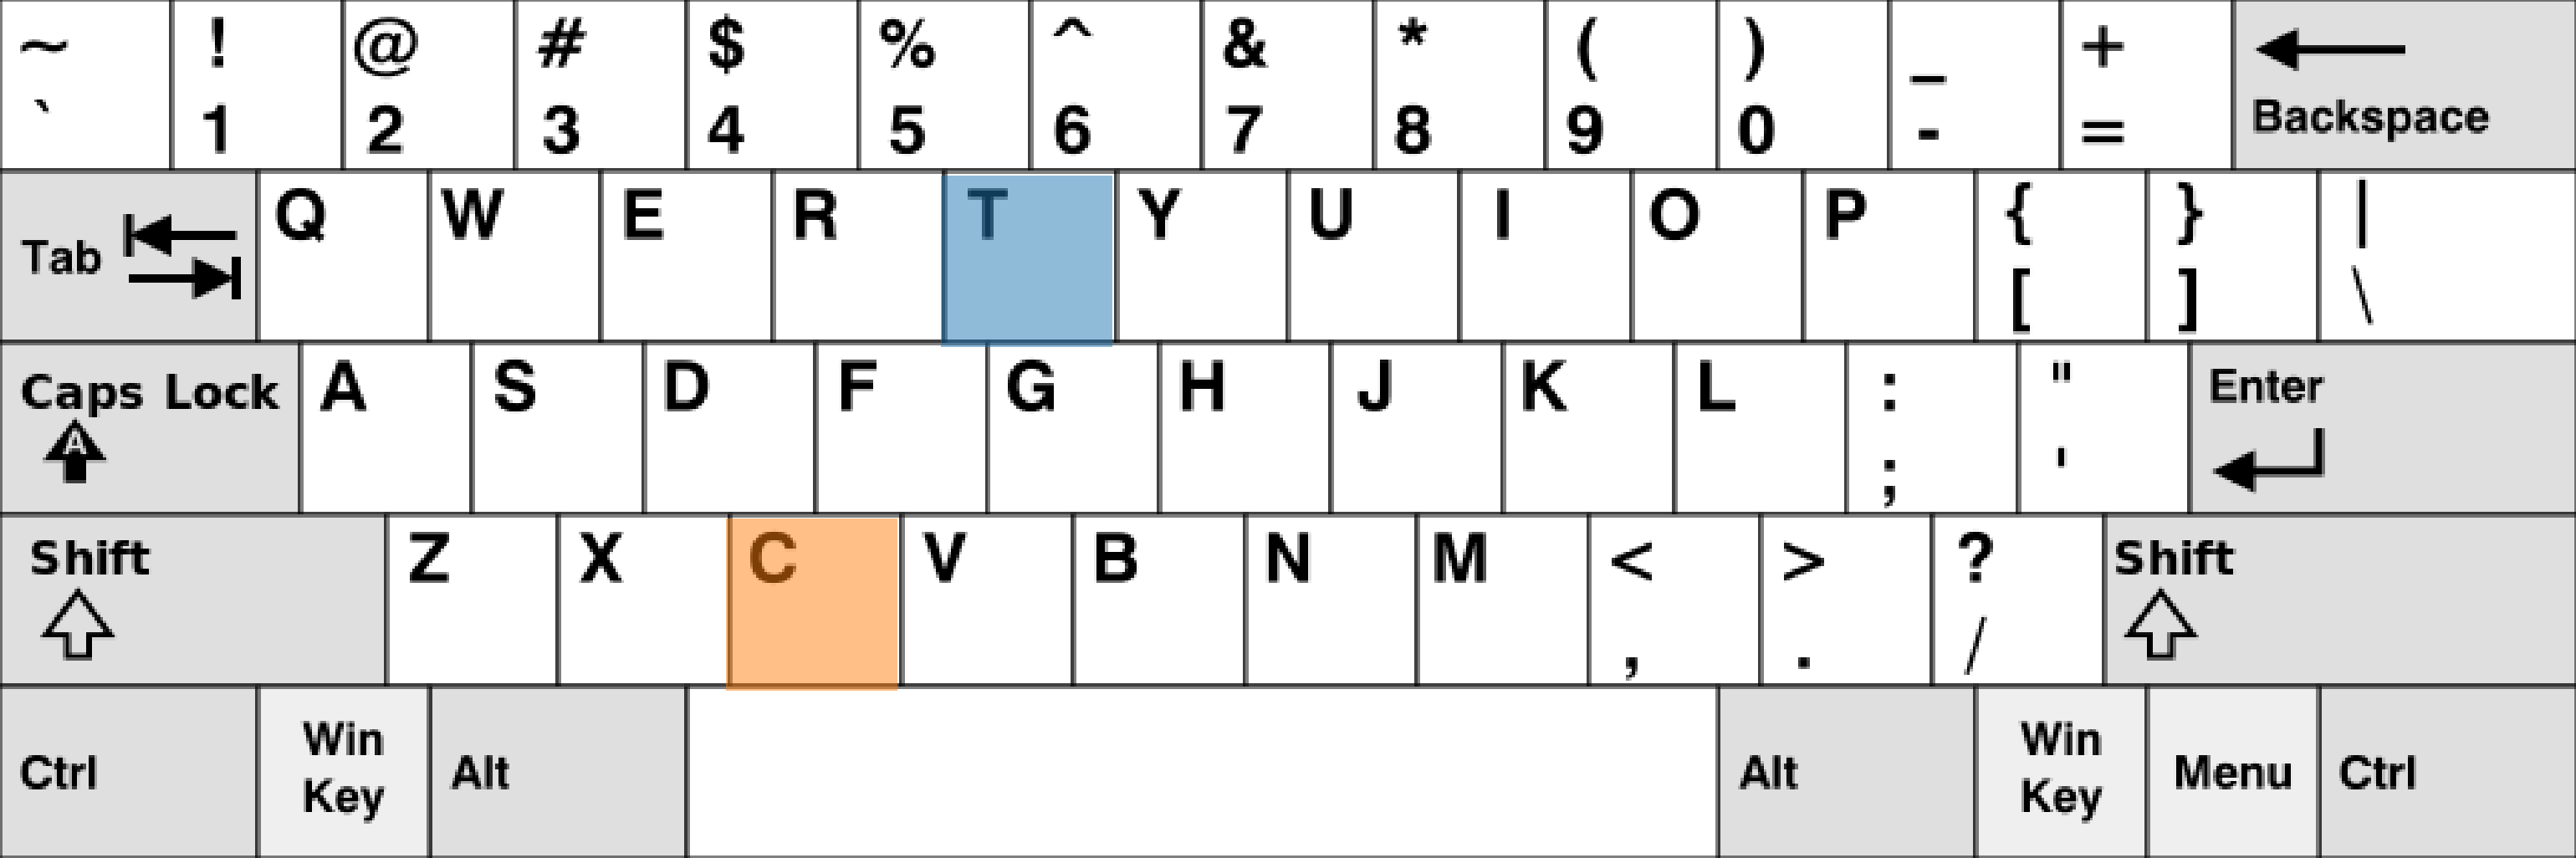 ~ ! @ # $ % ^ & * ( ) _ +
` 1 2 3 4 5 6 7 8 9 0 - = Backspace
Tab Q W E R T Y U I O P { } |
[ ] \
Caps Lock A S D F G H J K L : " Enter
A ; '
Shift Z X C V B N M < > ? Shift
, . /
Ctrl Win Key Alt Alt Win Key Menu Ctrl